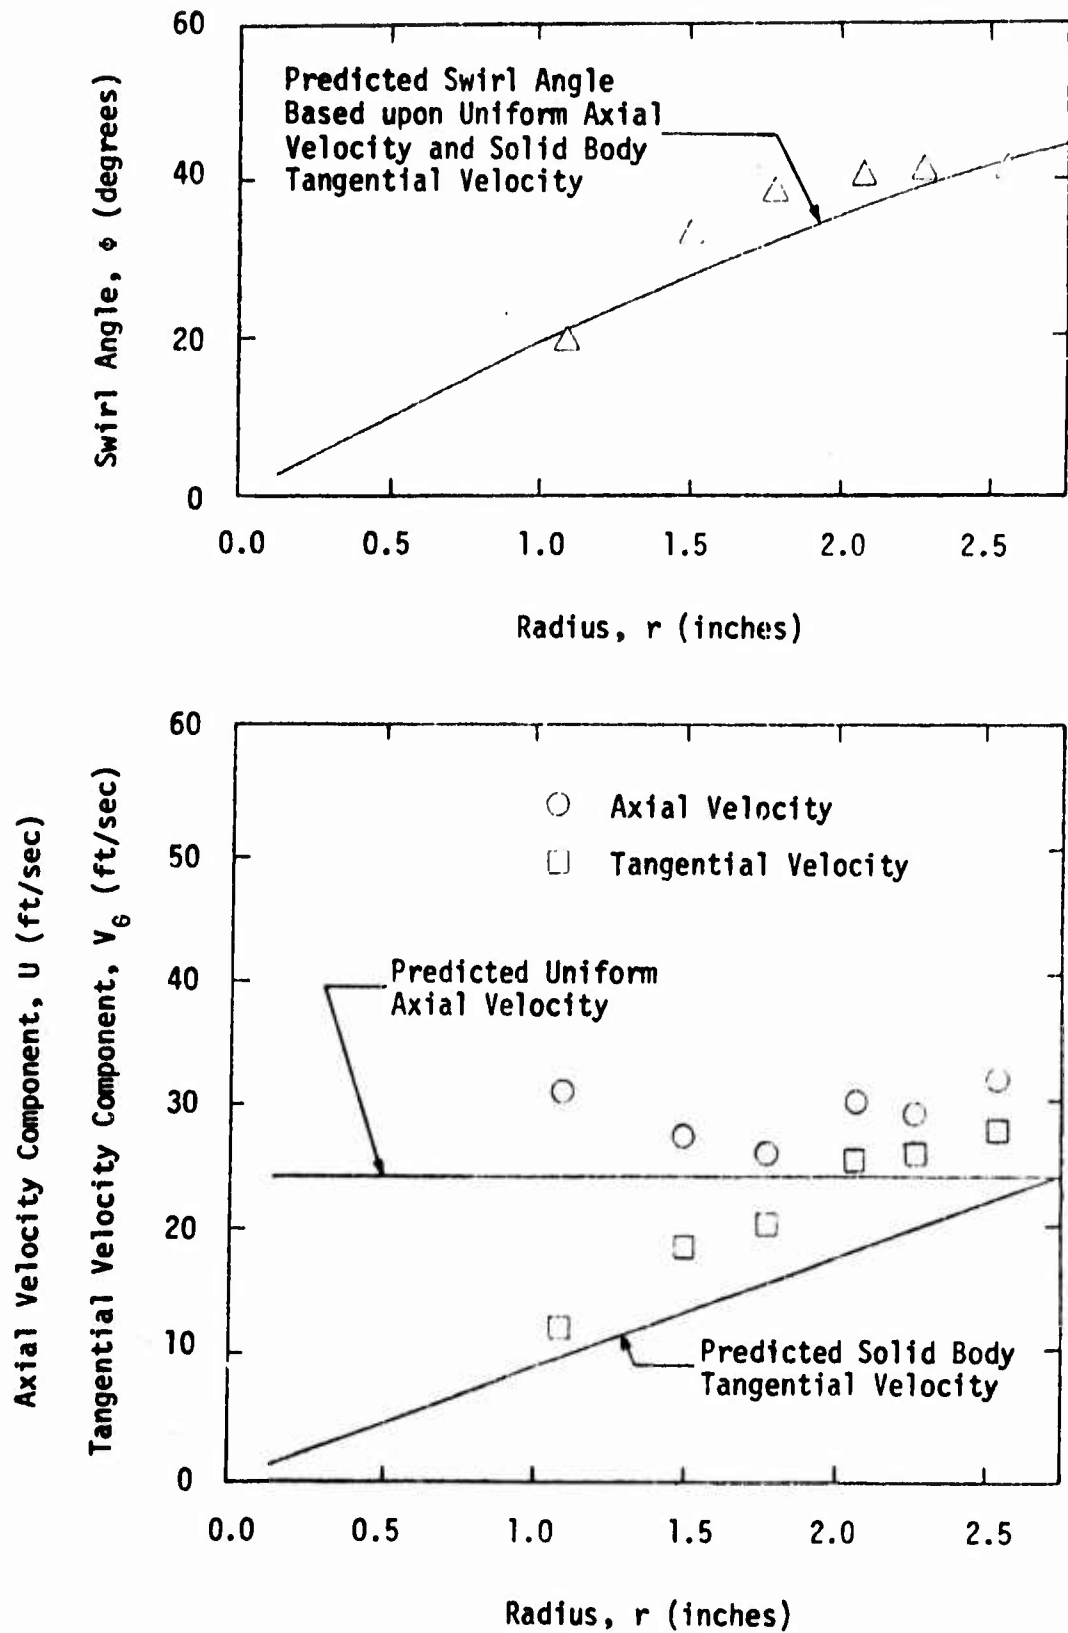 60
Predicted Swirl Angle
Based upon Uniform Axial
Velocity and Solid Body
Tangential Velocity
40
20
0
Swirl Angle, φ (degrees)
0.0 0.5 1.0 1.5 2.0 2.5
Radius, r (inches)
60
50
40
30
20
10
0
Axial Velocity Component, U (ft/sec)
Tangential Velocity Component, V_θ (ft/sec)
Axial Velocity
Tangential Velocity
Predicted Uniform
Axial Velocity
Predicted Solid Body
Tangential Velocity
0.0 0.5 1.0 1.5 2.0 2.5
Radius, r (inches)